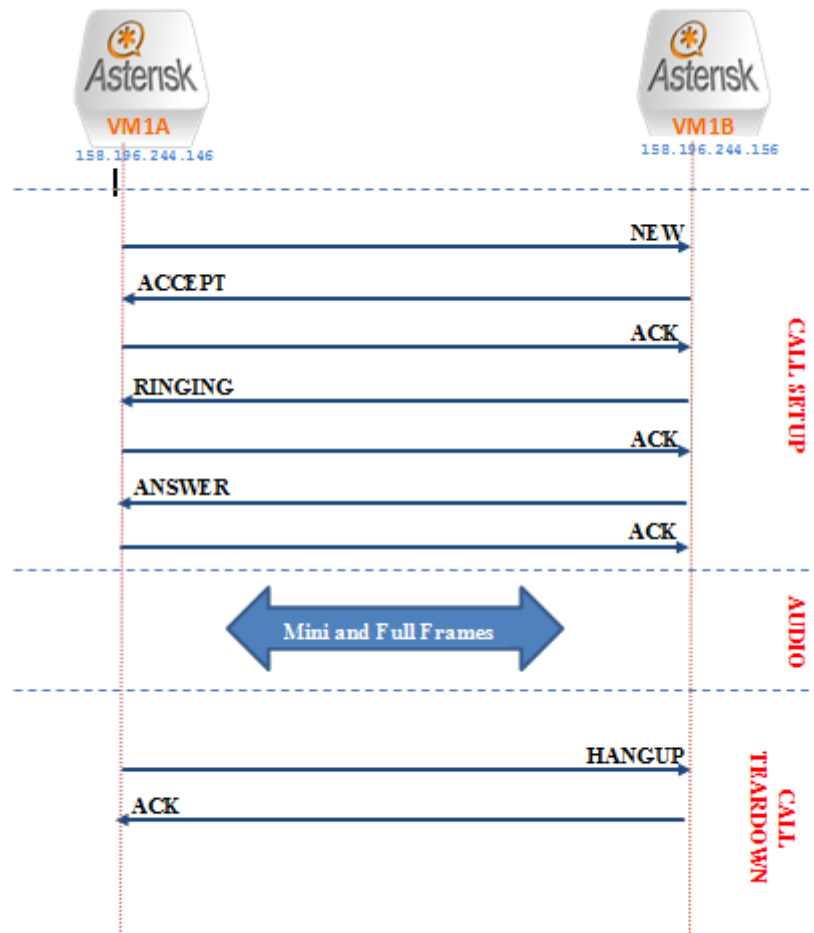 Asterisk
VM1A
158.196.244.146
Asterisk
VM1B
158.196.244.156
NEW
ACCEPT
ACK
RINGING
ACK
ANSWER
ACK
CALL SETUP
Mini and Full Frames
AUDIO
HANGUP
ACK
CALL
TEARDOWN